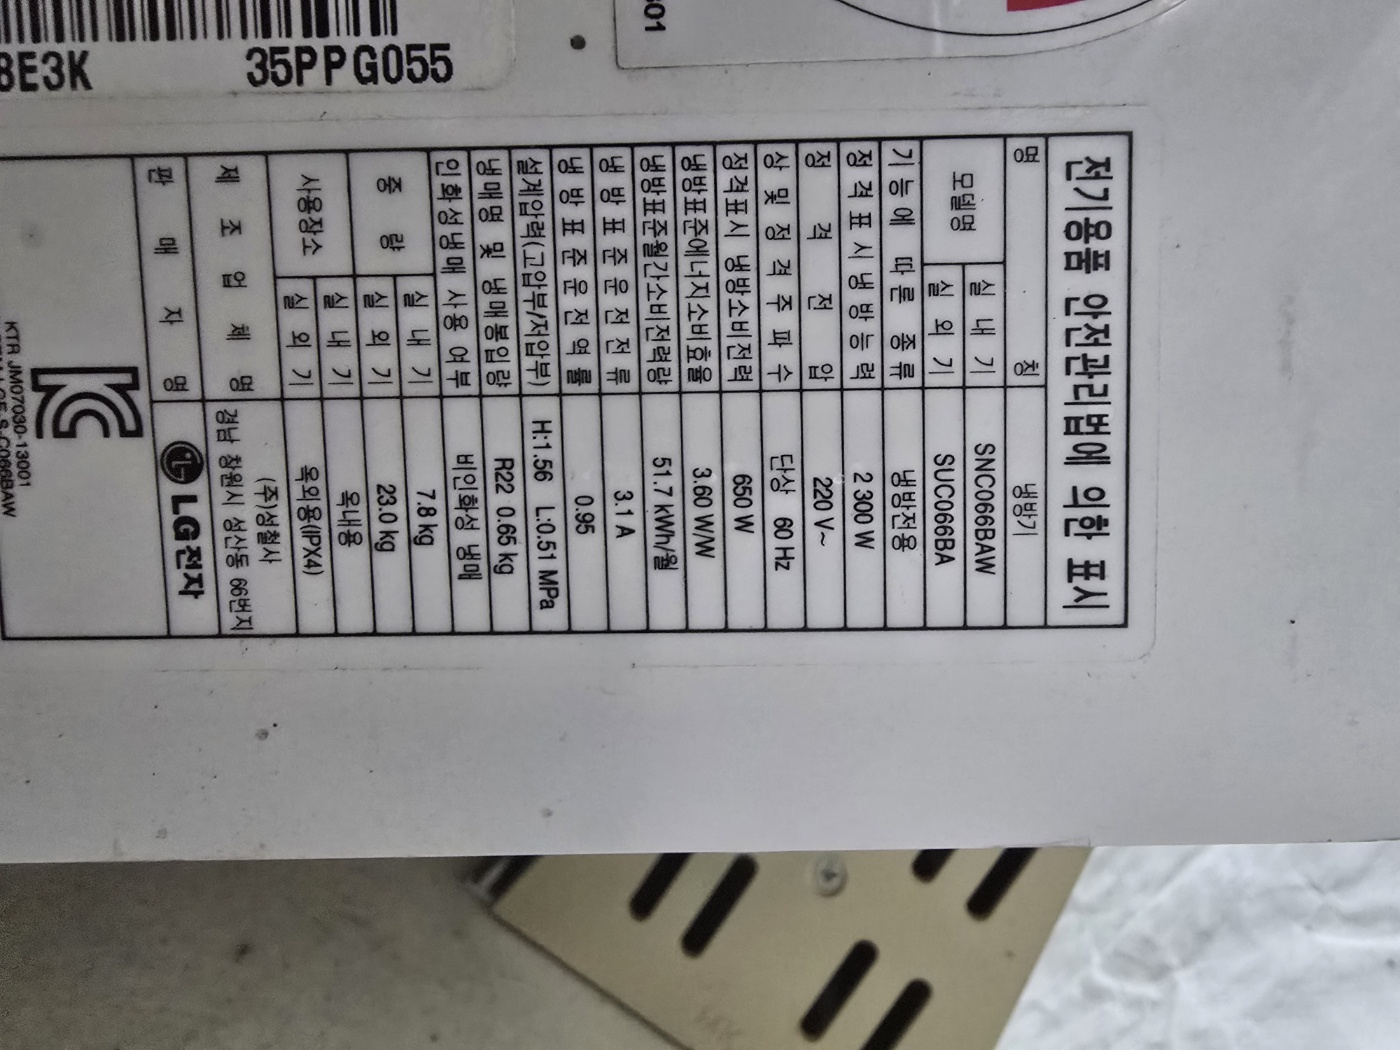 8E3K 35PPG055
01
전기용품 안전관리법에 의한 표시
명 칭 냉방기
모델명 실 내 기 SNC066BAW
실 외 기 SUC066BA
기능에 따른 종류 냉방전용
정격표시냉방능력 2 300 W
정 격 전 압 220 V~
상 및 정격주파수 단상 60 Hz
정격표시 냉방소비전력 650 W
냉방표준에너지소비효율 3.60 W/W
냉방표준월간소비전력량 51.7 kWh/월
냉방표준운전전류 3.1 A
냉방표준운전역률 0.95
설계압력(고압부/저압부) H:1.56 L:0.51 MPa
냉매명 및 냉매봉입량 R22 0.65 kg
인화성냉매 사용 여부 비인화성 냉매
중 량 실 내 기 7.8 kg
실 외 기 23.0 kg
사용장소 실 내 기 옥내용
실 외 기 옥외용(IPX4)
제 조 업 체 명 (주)성철사
경남 창원시 성산동 66번지
판 매 자 명 LG전자
KTR JM07030-13001